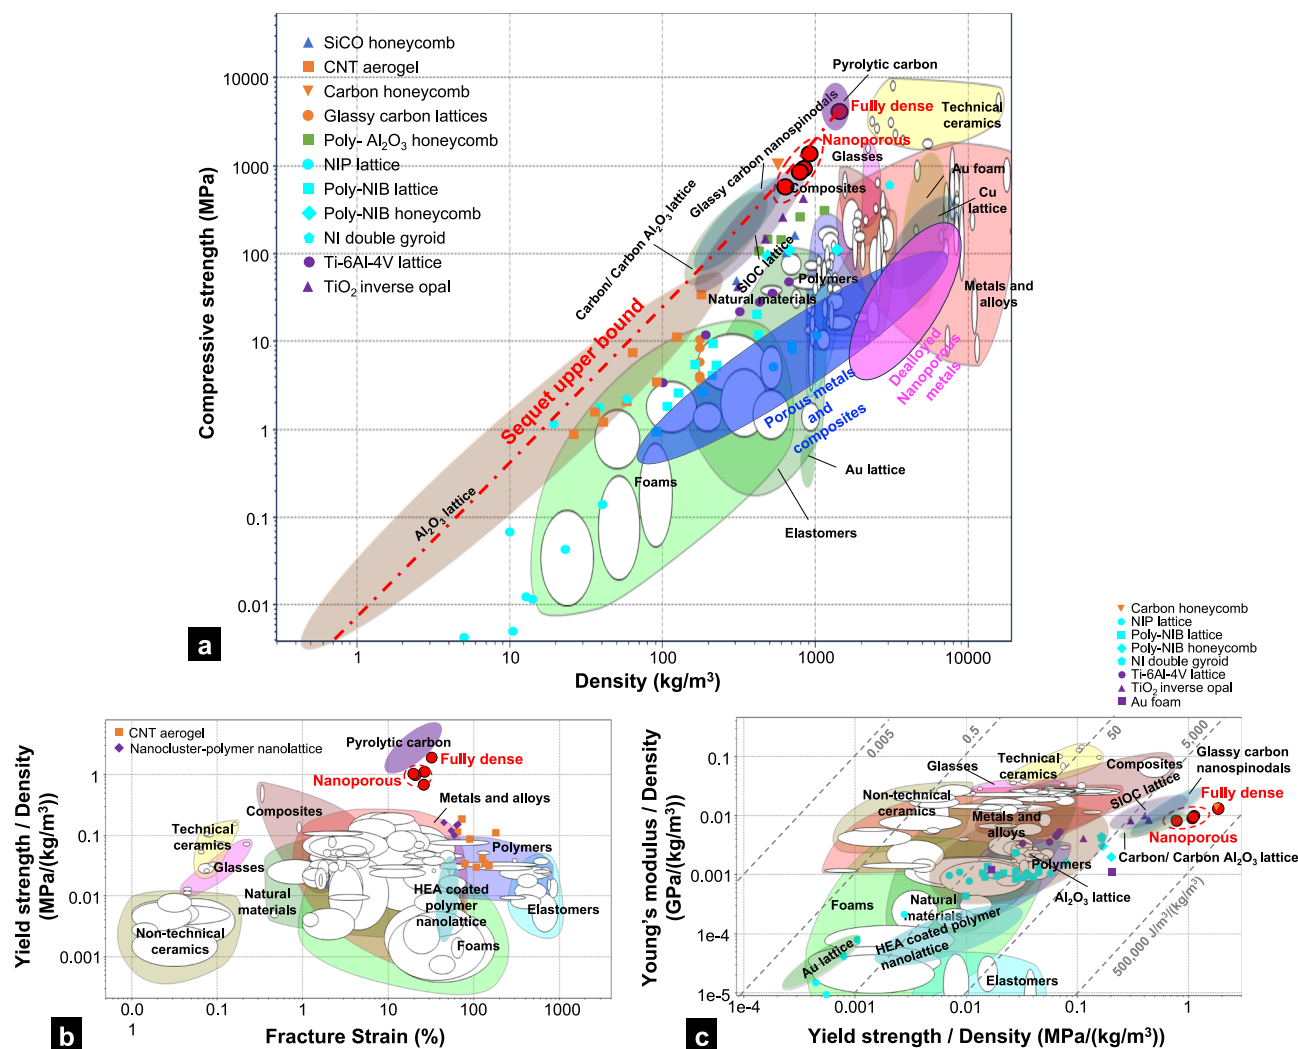 SiCO honeycomb
CNT aerogel
Carbon honeycomb
Glassy carbon lattices
Poly- Al₂O₃ honeycomb
NIP lattice
Poly-NIB lattice
Poly-NIB honeycomb
NI double gyroid
Ti-6Al-4V lattice
TiO₂ inverse opal
Compressive strength (MPa)
10000
1000
100
10
1
0.1
0.01
Pyrolytic carbon
Fully dense
Technical
ceramics
Nanoporous
Glasses
Glassy carbon nanospinodals
Composites
Au foam
Cu
lattice
Carbon/ Carbon Al₂O₃ lattice
SIOC lattice
Polymers
Natural materials
Metals and
alloys
Sequet upper bound
Dealloyed
Nanoporous
metals
Porous metals
and
composites
Au lattice
Foams
Al₂O₃ lattice
Elastomers
a
1
10
100
1000
10000
Density (kg/m³)
Carbon honeycomb
NIP lattice
Poly-NIB lattice
Poly-NIB honeycomb
NI double gyroid
Ti-6Al-4V lattice
TiO₂ inverse opal
Au foam
CNT aerogel
Nanocluster-polymer nanolattice
Yield strength / Density
(MPa/(kg/m³))
1
0.1
0.01
0.001
Pyrolytic carbon
Fully dense
Nanoporous
Metals and alloys
Composites
Technical
ceramics
Glasses
Polymers
Natural
materials
HEA coated
polymer
nanolattice
Elastomers
Non-technical
ceramics
Foams
0.0
1
0.1
1
10
100
1000
b
Fracture Strain (%)
Young's modulus / Density
(GPa/(kg/m³))
0.1
0.01
0.001
1e-4
1e-5
0.005
0.5
50
5,000
Glassy carbon
nanospinodals
Technical
ceramics
Glasses
Composites
Non-technical
ceramics
SIOC lattice
Fully dense
Metals and
alloys
Nanoporous
Polymers
Carbon/ Carbon Al₂O₃ lattice
Al₂O₃ lattice
Foams
Natural
materials
HEA coated polymer
nanolattice
Au lattice
Elastomers
500,000 J/m³/(kg/m³)
1e-4
0.001
0.01
0.1
1
c
Yield strength / Density (MPa/(kg/m³))